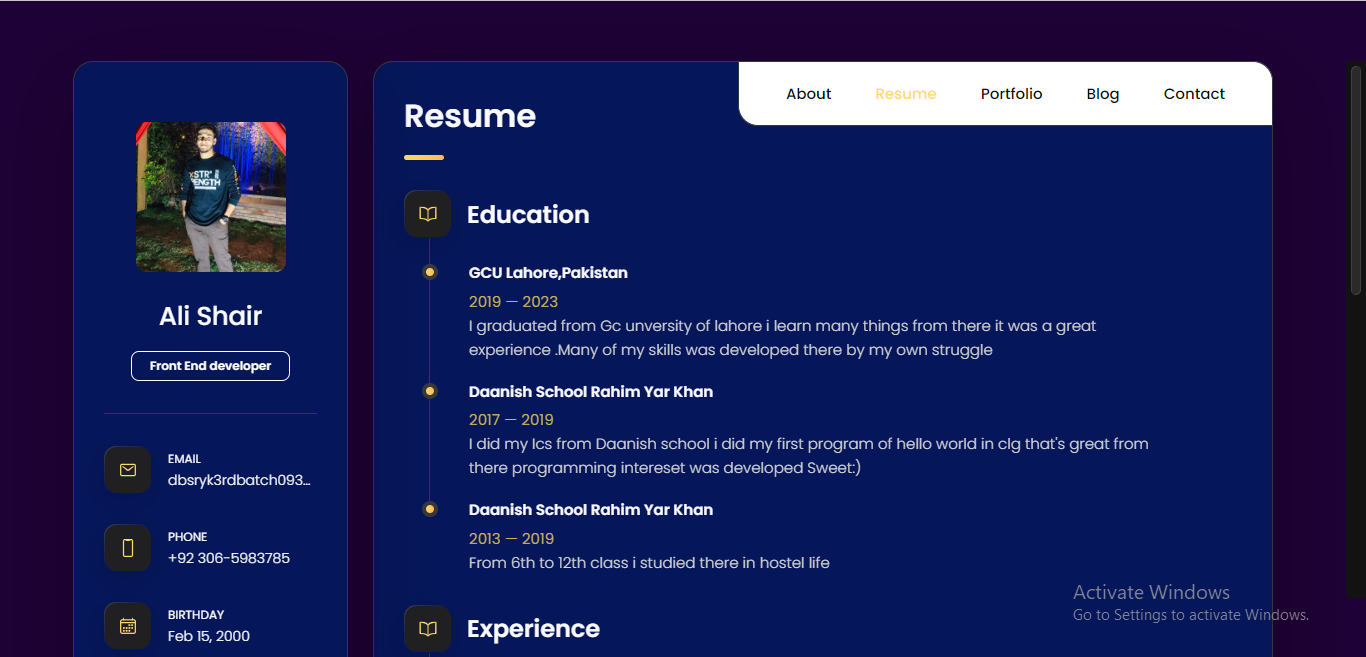 About Resume Portfolio Blog Contact
Resume
Education
GCU Lahore,Pakistan
2019 — 2023
I graduated from Gc unversity of lahore i learn many things from there it was a great
experience .Many of my skills was developed there by my own struggle
Daanish School Rahim Yar Khan
2017 — 2019
I did my Ics from Daanish school i did my first program of hello world in clg that's great from
there programming intereset was developed Sweet:)
Daanish School Rahim Yar Khan
2013 — 2019
From 6th to 12th class i studied there in hostel life
Experience
STR
ENGTH
Ali Shair
Front End developer
EMAIL
dbsryk3rdbatch093...
PHONE
+92 306-5983785
BIRTHDAY
Feb 15, 2000
Activate Windows
Go to Settings to activate Windows.